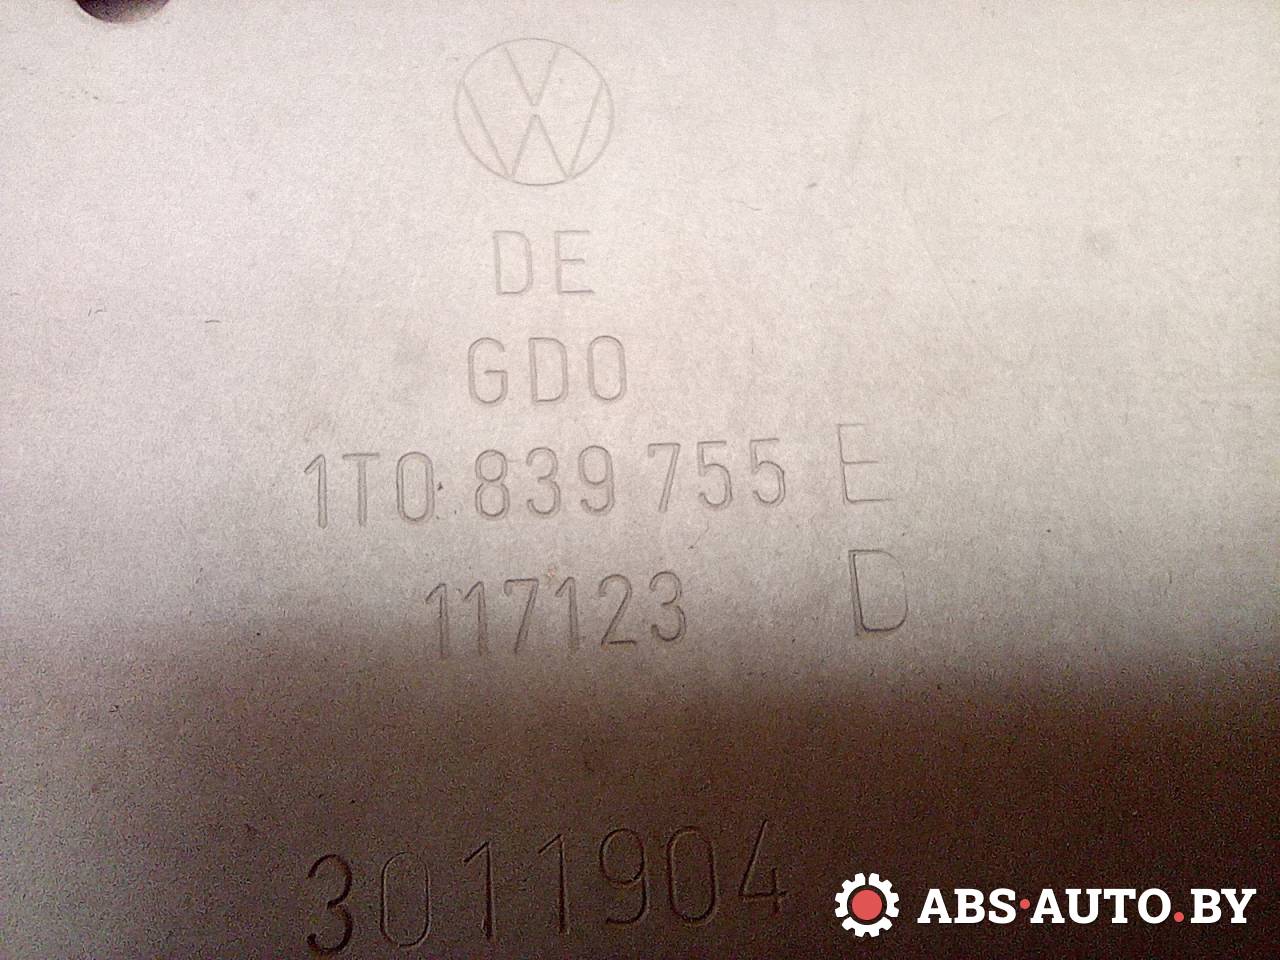 DE
GDO
1T0 839 755 E
117123 D
3011904
ABS·AUTO.BY